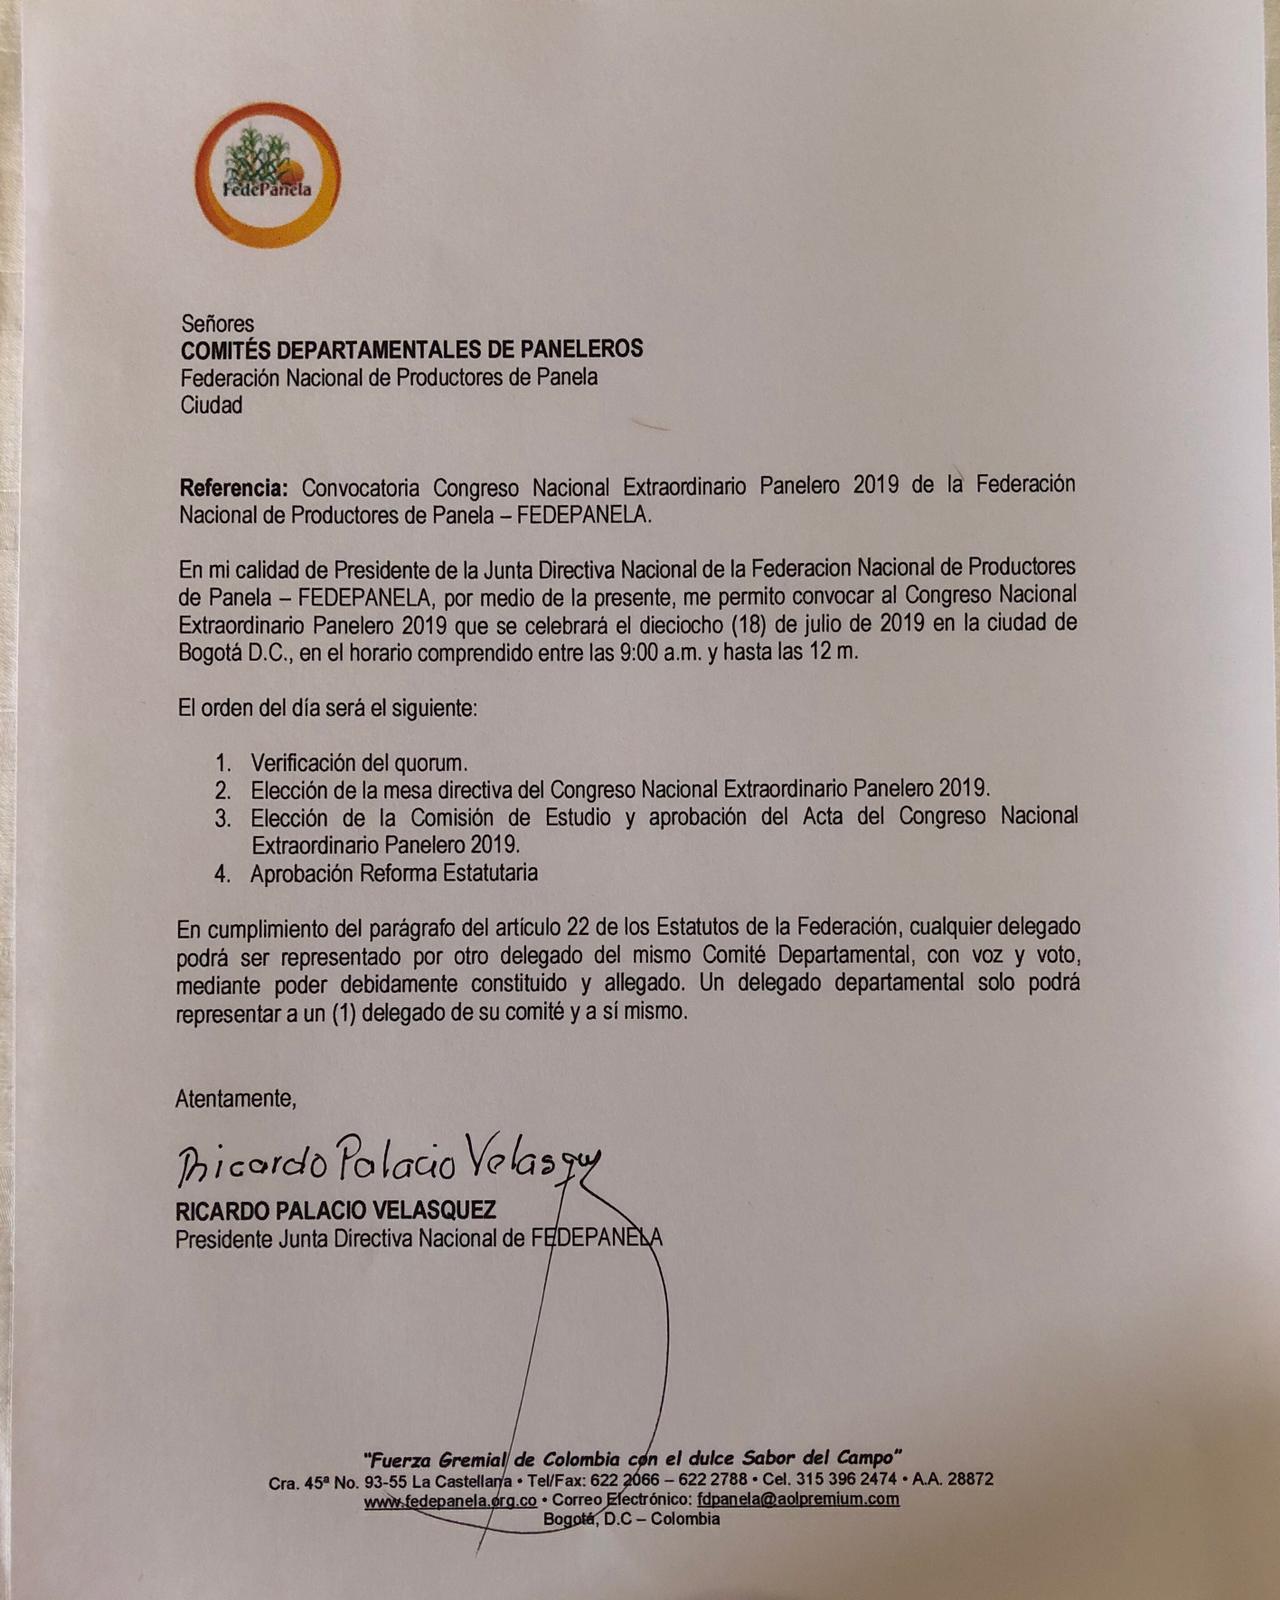 FedePanela
Señores
COMITÉS DEPARTAMENTALES DE PANELEROS
Federación Nacional de Productores de Panela
Ciudad
Referencia: Convocatoria Congreso Nacional Extraordinario Panelero 2019 de la Federación
Nacional de Productores de Panela – FEDEPANELA.
En mi calidad de Presidente de la Junta Directiva Nacional de la Federacion Nacional de Productores
de Panela – FEDEPANELA, por medio de la presente, me permito convocar al Congreso Nacional
Extraordinario Panelero 2019 que se celebrará el dieciocho (18) de julio de 2019 en la ciudad de
Bogotá D.C., en el horario comprendido entre las 9:00 a.m. y hasta las 12 m.
El orden del día será el siguiente:
1. Verificación del quorum.
2. Elección de la mesa directiva del Congreso Nacional Extraordinario Panelero 2019.
3. Elección de la Comisión de Estudio y aprobación del Acta del Congreso Nacional
Extraordinario Panelero 2019.
4. Aprobación Reforma Estatutaria
En cumplimiento del parágrafo del artículo 22 de los Estatutos de la Federación, cualquier delegado
podrá ser representado por otro delegado del mismo Comité Departamental, con voz y voto,
mediante poder debidamente constituido y allegado. Un delegado departamental solo podrá
representar a un (1) delegado de su comité y a sí mismo.
Atentamente,
Ricardo Palacio Velasquez
RICARDO PALACIO VELASQUEZ
Presidente Junta Directiva Nacional de FEDEPANELA
"Fuerza Gremial de Colombia con el dulce Sabor del Campo"
Cra. 45ª No. 93-55 La Castellana • Tel/Fax: 622 2066 – 622 2788 • Cel. 315 396 2474 • A.A. 28872
www.fedepanela.org.co • Correo Electrónico: fdpanela@aolpremium.com
Bogotá, D.C – Colombia